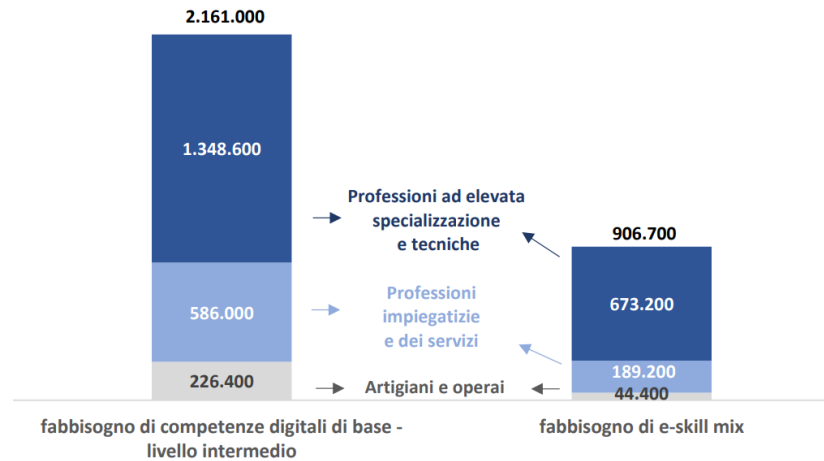 2.161.000
1.348.600
Professioni ad elevata
specializzazione
e tecniche
906.700
673.200
586.000
Professioni
impiegatizie
e dei servizi
189.200
226.400
Artigiani e operai
44.400
fabbisogno di competenze digitali di base -
livello intermedio
fabbisogno di e-skill mix